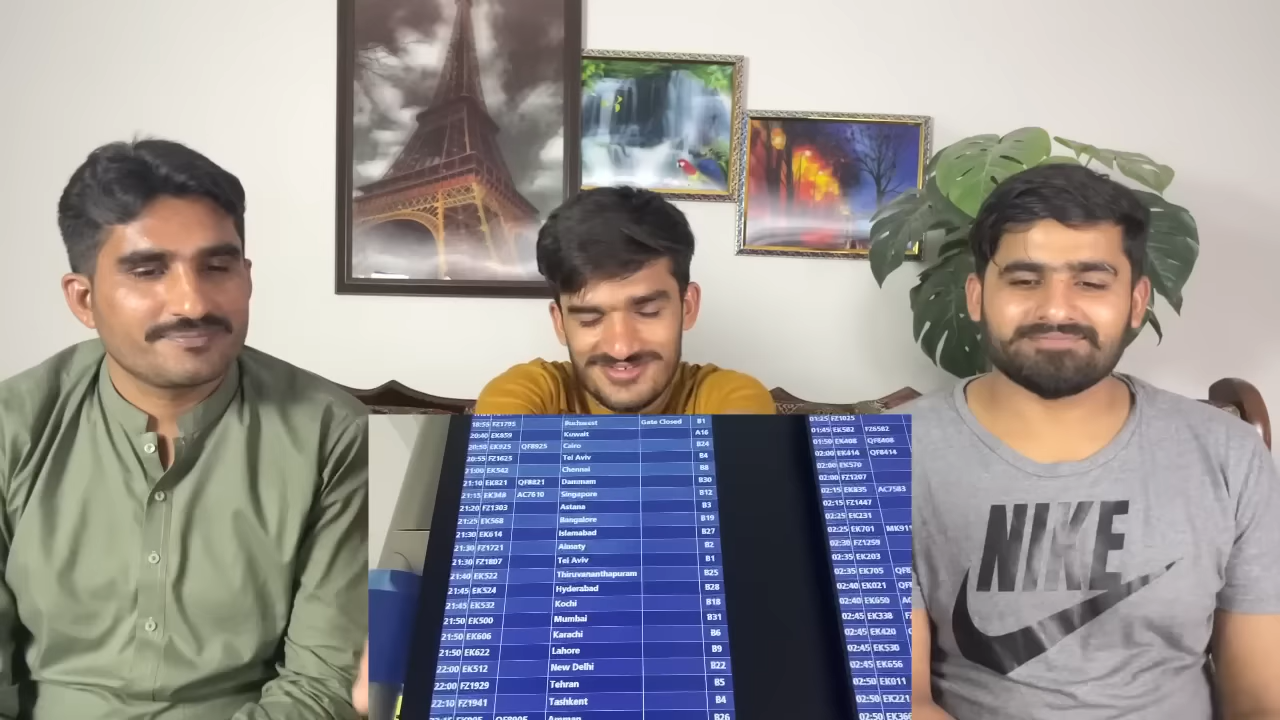 18:55 FZ1795 Bucharest Gate Closed B1
20:40 EK859 Kuwait A16
20:50 EK925 QF8925 Cairo B24
20:55 FZ1625 Tel Aviv B4
21:00 EK542 Chennai B8
21:10 EK821 QF8821 Dammam B30
21:15 EK348 AC7610 Singapore B12
21:20 FZ1303 Astana B3
21:25 EK568 Bangalore B19
21:30 EK614 Islamabad B27
21:30 FZ1721 Almaty B2
21:30 FZ1807 Tel Aviv B1
21:40 EK522 Thiruvananthapuram B25
21:45 EK524 Hyderabad B28
21:45 EK532 Kochi B18
21:50 EK500 Mumbai B31
21:50 EK606 Karachi B6
21:50 EK622 Lahore B9
22:00 EK512 New Delhi B22
22:00 FZ1929 Tehran B5
22:10 FZ1941 Tashkent B4
Amman B26
01:25 FZ1025
01:45 EK582 FZ6582
01:50 EK408 QF8408
02:00 EK414 QF8414
02:00 EK570
02:00 FZ1207
02:15 EK835 AC7583
02:15 FZ1447
02:25 EK231
02:25 EK701 MK911
02:30 FZ1259
02:35 EK203
02:35 EK705
02:40 EK021
02:40 EK650
02:45 EK338
02:45 EK420
02:45 EK530
02:45 EK656
02:50 EK011
02:50 EK221
02:50
NIKE